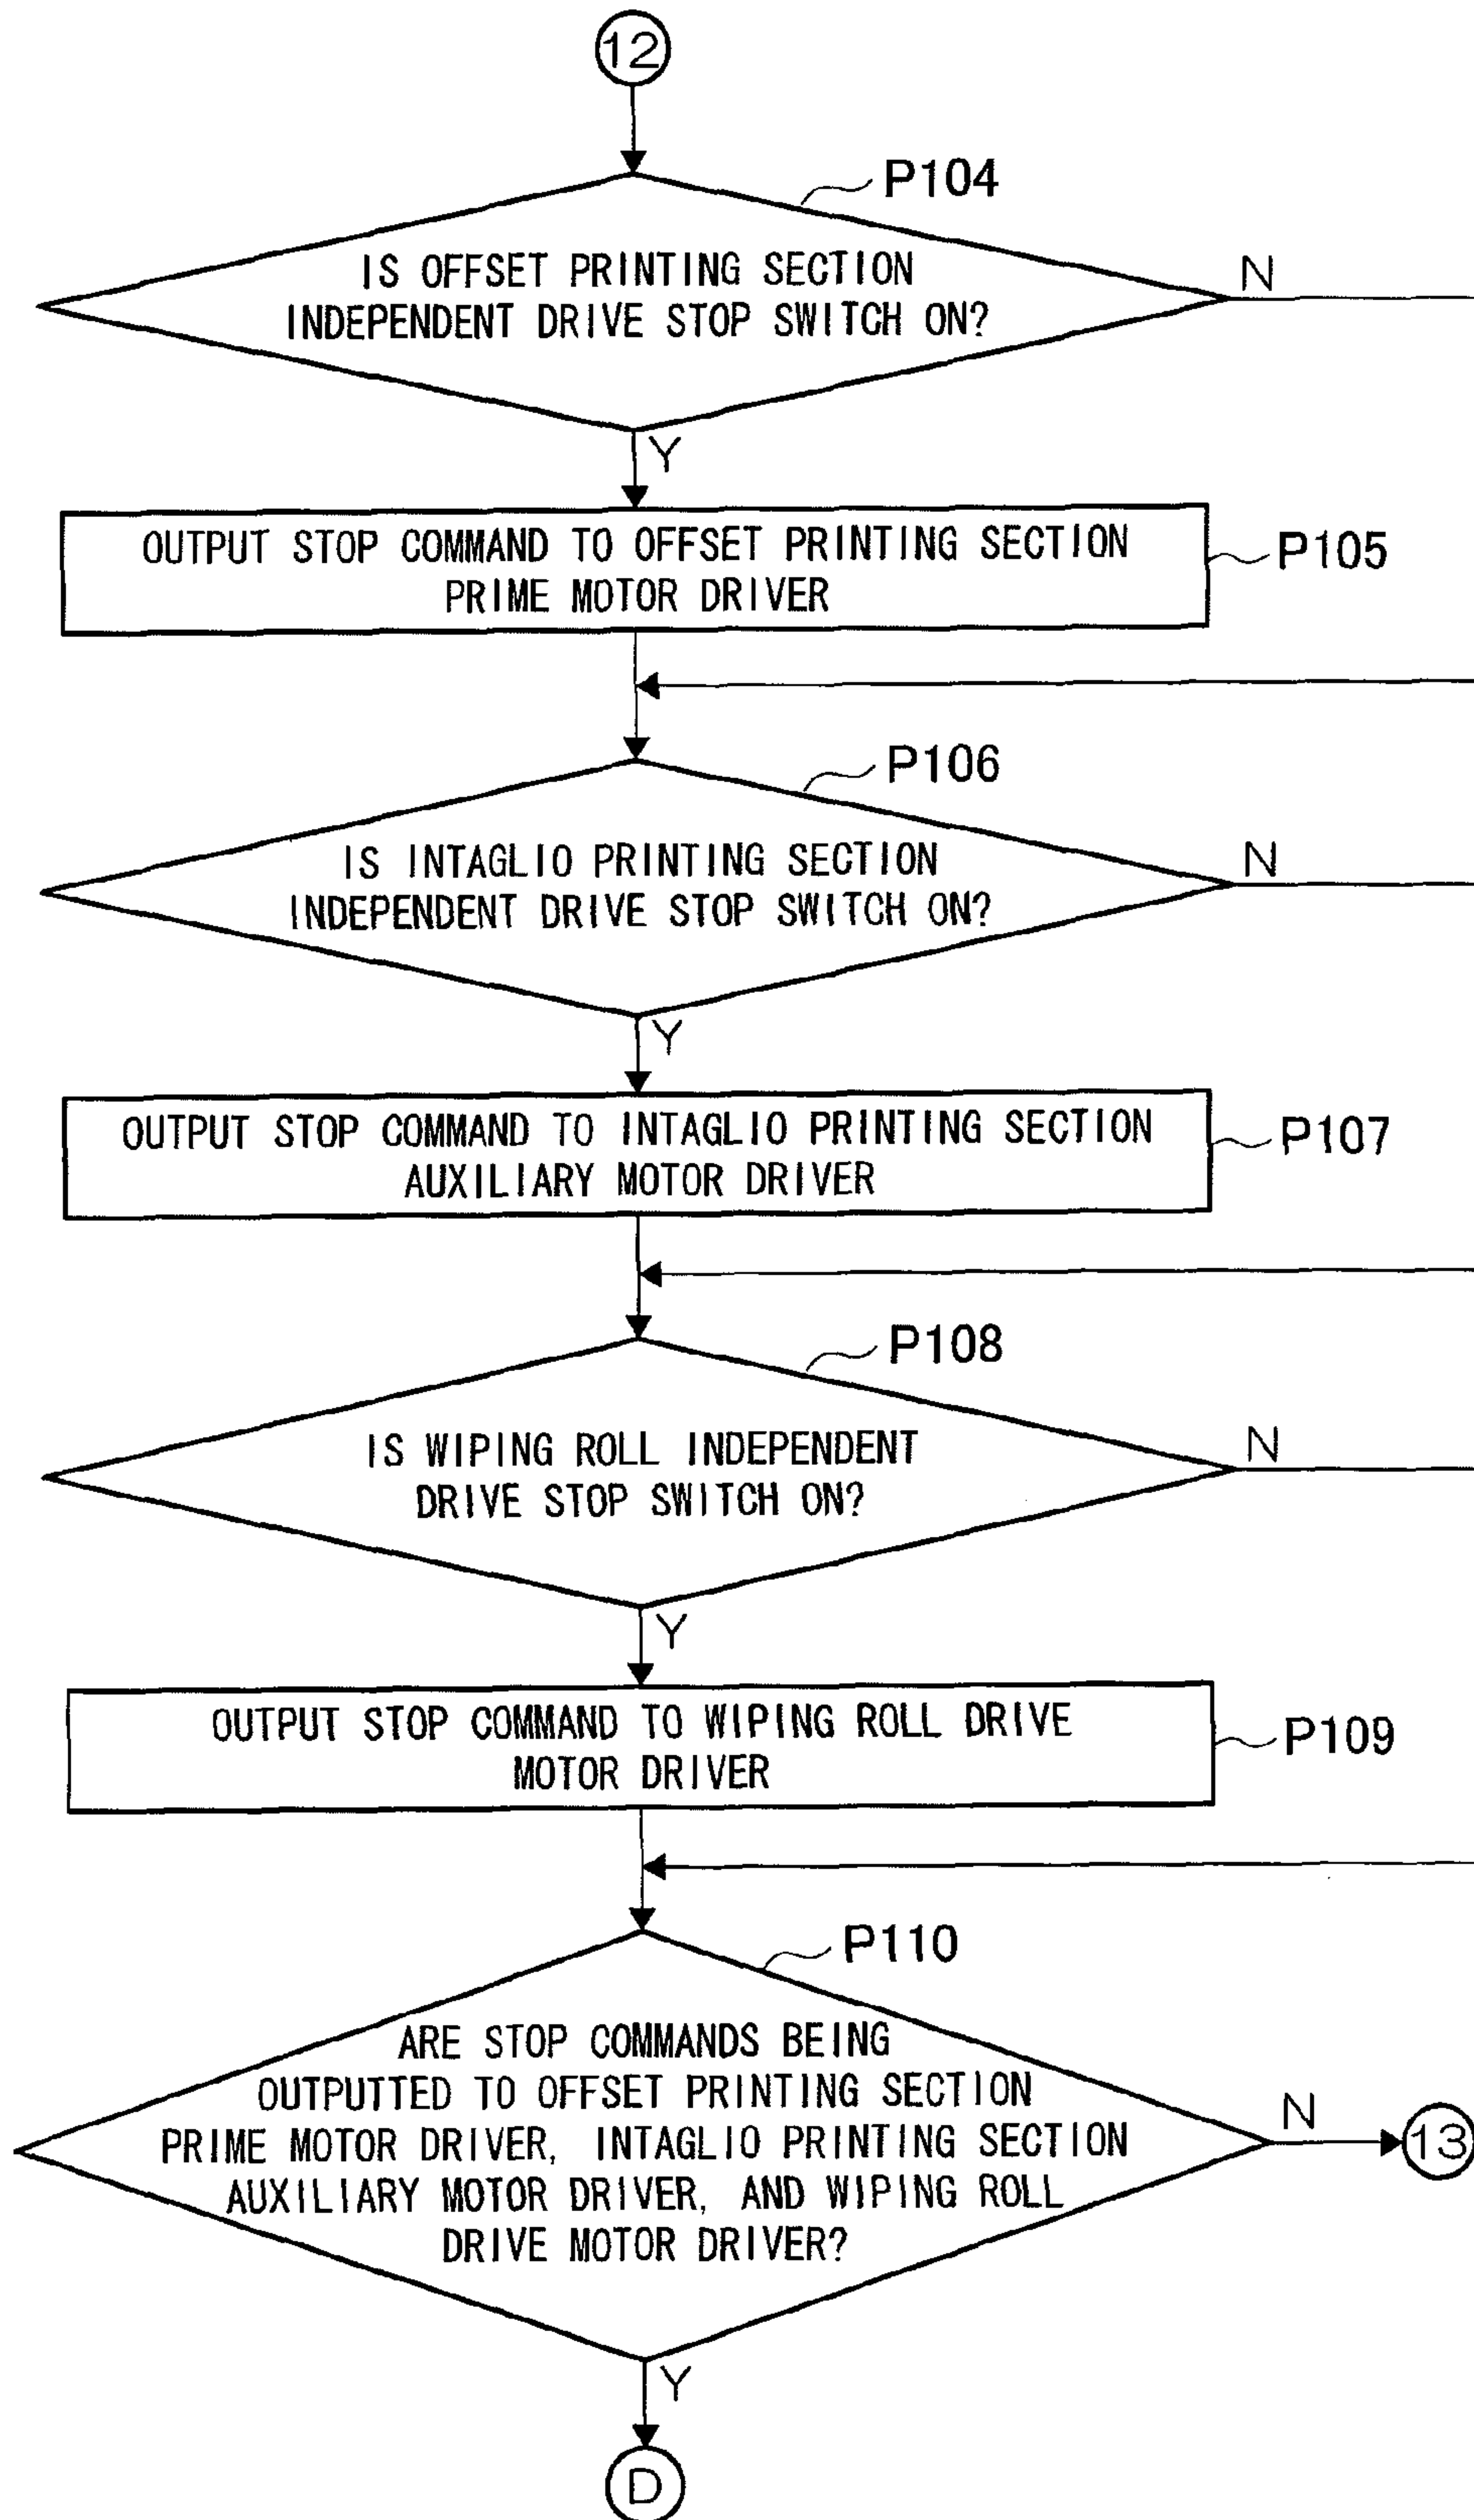 12
P104
IS OFFSET PRINTING SECTION
INDEPENDENT DRIVE STOP SWITCH ON?
N
Y
OUTPUT STOP COMMAND TO OFFSET PRINTING SECTION
PRIME MOTOR DRIVER
P105
P106
IS INTAGLIO PRINTING SECTION
INDEPENDENT DRIVE STOP SWITCH ON?
N
Y
OUTPUT STOP COMMAND TO INTAGLIO PRINTING SECTION
AUXILIARY MOTOR DRIVER
P107
P108
IS WIPING ROLL INDEPENDENT
DRIVE STOP SWITCH ON?
N
Y
OUTPUT STOP COMMAND TO WIPING ROLL DRIVE
MOTOR DRIVER
P109
P110
ARE STOP COMMANDS BEING
OUTPUTTED TO OFFSET PRINTING SECTION
PRIME MOTOR DRIVER, INTAGLIO PRINTING SECTION
AUXILIARY MOTOR DRIVER, AND WIPING ROLL
DRIVE MOTOR DRIVER?
N
13
Y
D